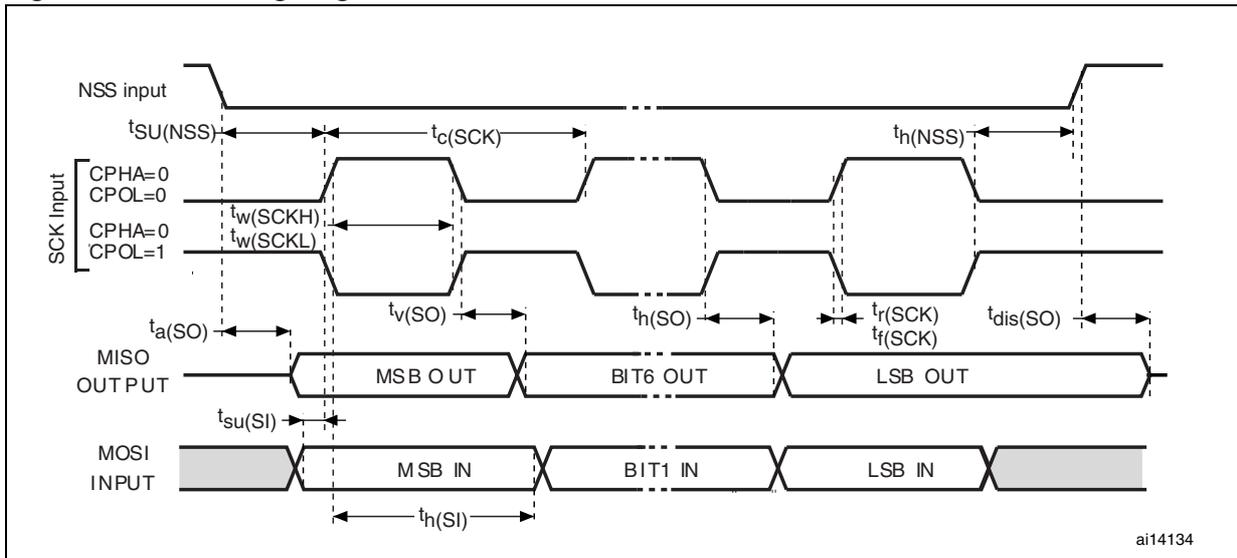 NSS input
tSU(NSS)
tc(SCK)
th(NSS)
SCK Input
CPHA=0
CPOL=0
tw(SCKH)
CPHA=0
tw(SCKL)
CPOL=1
ta(SO)
tv(SO)
th(SO)
tr(SCK)
tf(SCK)
tdis(SO)
MISO
OUTPUT
MSB OUT
BIT6 OUT
LSB OUT
tsu(SI)
MOSI
INPUT
MSB IN
BIT1 IN
LSB IN
th(SI)
ai14134